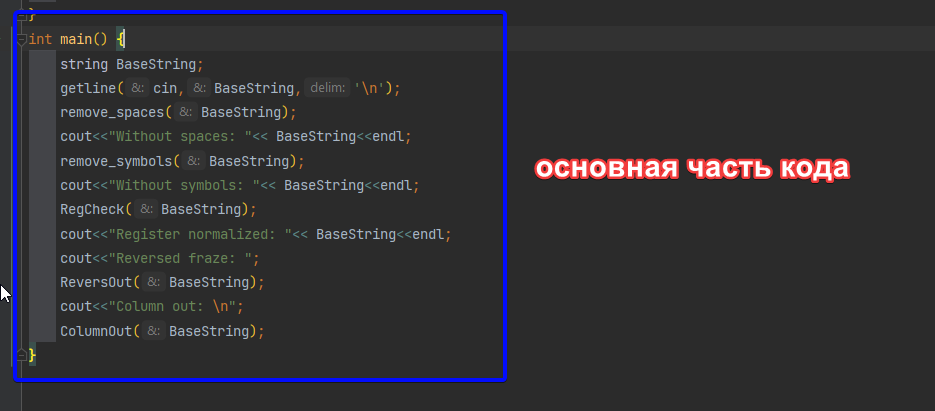 }
int main() {
string BaseString;
getline( &: cin, &: BaseString, delim: '\n');
remove_spaces( &: BaseString);
cout<<"Without spaces: "<< BaseString<<endl;
remove_symbols( &: BaseString);
cout<<"Without symbols: "<< BaseString<<endl;
RegCheck( &: BaseString);
cout<<"Register normalized: "<< BaseString<<endl;
cout<<"Reversed fraze: ";
ReversOut( &: BaseString);
cout<<"Column out: \n";
ColumnOut( &: BaseString);
}
основная часть кода